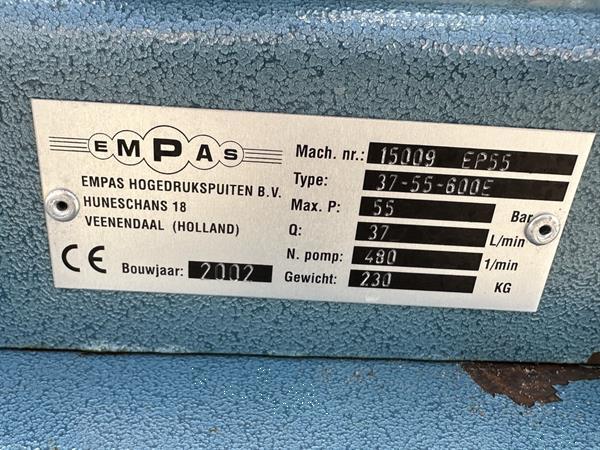 EMPAS
EMPAS HOGEDRUKSPUITEN B.V.
HUNESCHANS 18
VEENENDAAL (HOLLAND)
CE Bouwjaar: 2002
Mach. nr.: 15009 EP55
Type: 37-55-600E
Max. P: 55 Bar
Q: 37 L/min
N. pomp: 480 1/min
Gewicht: 230 KG